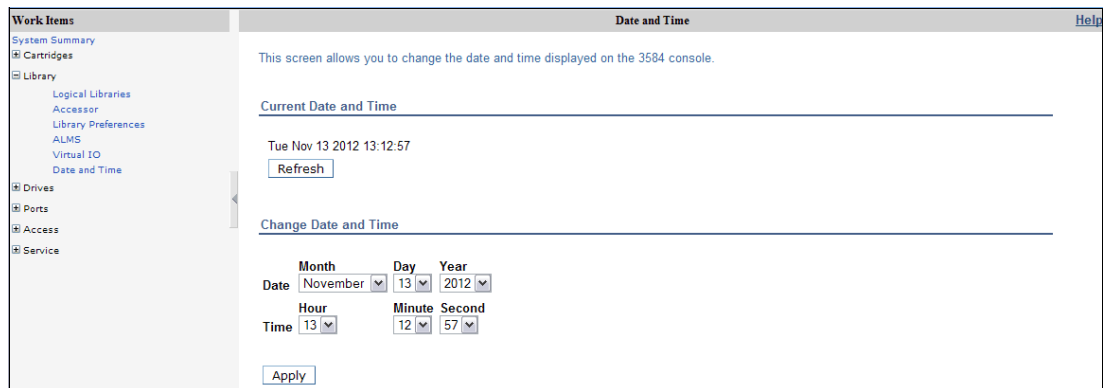 Work Items
Date and Time
Help
System Summary
Cartridges
Library
Logical Libraries
Accessor
Library Preferences
ALMS
Virtual IO
Date and Time
Drives
Ports
Access
Service
This screen allows you to change the date and time displayed on the 3584 console.
Current Date and Time
Tue Nov 13 2012 13:12:57
Refresh
Change Date and Time
Month Day Year
Date November 13 2012
Hour Minute Second
Time 13 12 57
Apply